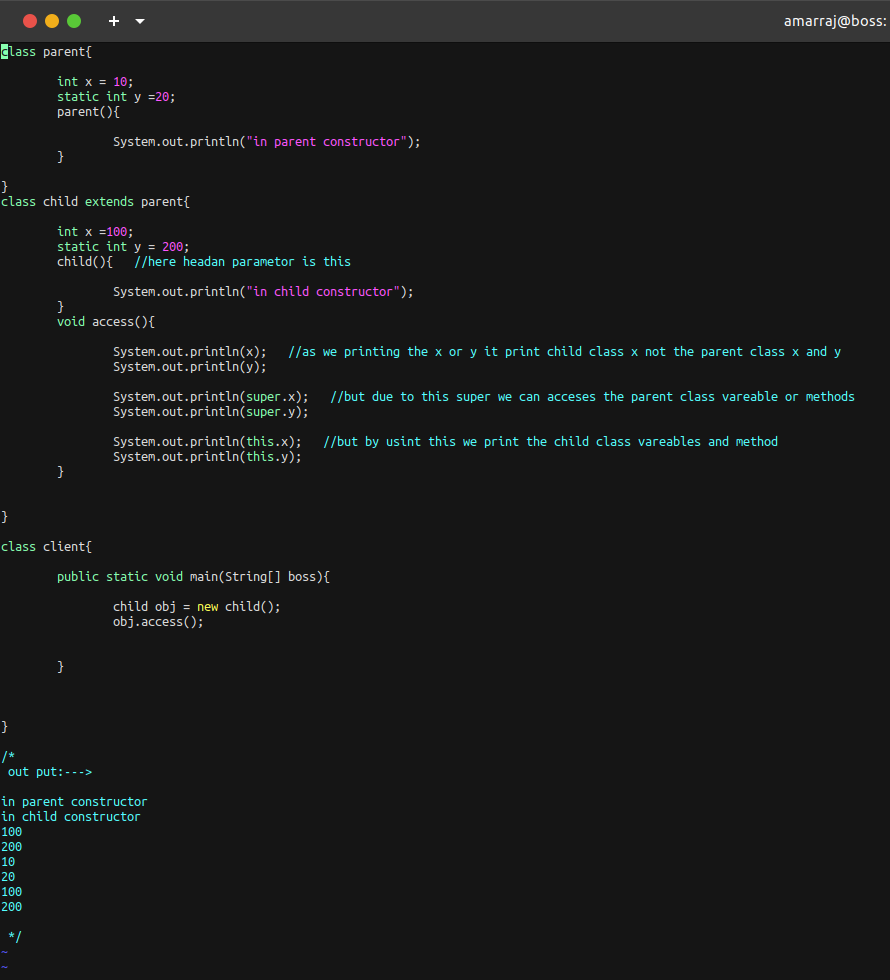 +
amarraj@boss:
class parent{
int x = 10;
static int y =20;
parent(){
System.out.println("in parent constructor");
}
}
class child extends parent{
int x =100;
static int y = 200;
child(){   //here headan parametor is this
System.out.println("in child constructor");
}
void access(){
System.out.println(x);   //as we printing the x or y it print child class x not the parent class x and y
System.out.println(y);
System.out.println(super.x);   //but due to this super we can acceses the parent class vareable or methods
System.out.println(super.y);
System.out.println(this.x);   //but by usint this we print the child class vareables and method
System.out.println(this.y);
}
}
class client{
public static void main(String[] boss){
child obj = new child();
obj.access();
}
}
/*
out put:--->
in parent constructor
in child constructor
100
200
10
20
100
200
*/
~
~